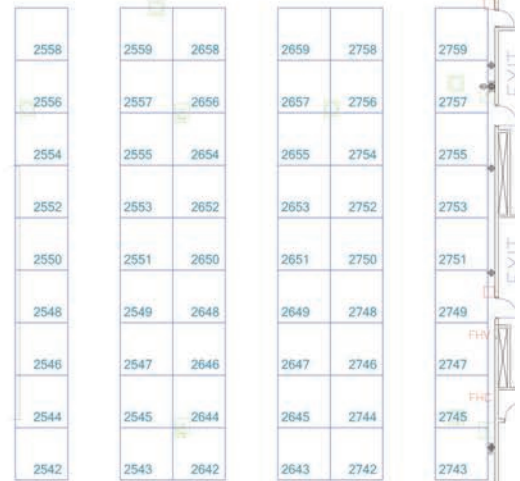 2558 2559 2658 2659 2758 2759
2556 2557 2656 2657 2756 2757
EXIT
2554 2555 2654 2655 2754 2755
2552 2553 2652 2653 2752 2753
2550 2551 2650 2651 2750 2751
EXIT
2548 2549 2648 2649 2748 2749
FHV
2546 2547 2646 2647 2746 2747
FHC
2544 2545 2644 2645 2744 2745
2542 2543 2642 2643 2742 2743